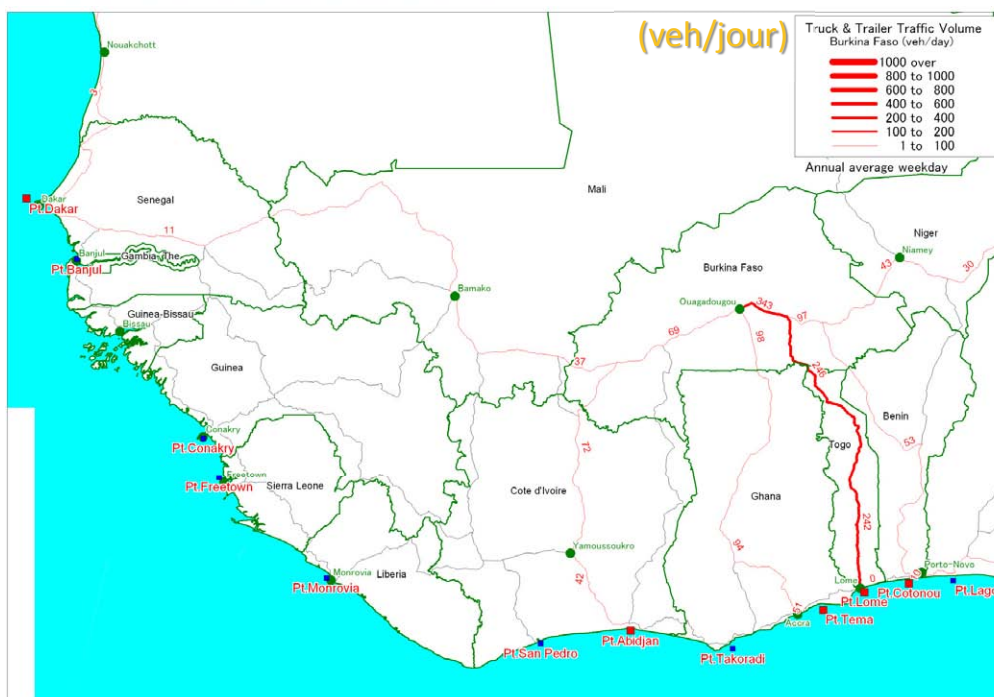 (veh/jour)
Truck & Trailer Traffic Volume
Burkina Faso (veh/day)
1000 over
800 to 1000
600 to 800
400 to 600
200 to 400
100 to 200
1 to 100
Annual average weekday
Nouakchott
3
Mali
Dakar
Pt.Dakar
Senegal
11
Niger
Niamey
43
30
Banjul
Pt.Banjul
Gambia The
Burkina Faso
Bamako
Ouagadougou
343
97
Guinea-Bissau
Bissau
69
98
37
246
Guinea
Benin
Conakry
Pt.Conakry
72
Togo
53
Freetown
Pt.Freetown
Sierra Leone
Cote d'Ivoire
Ghana
242
94
Yamoussoukro
42
Monrovia
Pt.Monrovia
Liberia
Lome
0
10
Porto-Novo
Pt.Lome
Pt.Cotonou
Pt.Lago
51
Accra
Pt.Tema
Pt.San Pedro
Pt.Abidjan
Pt.Takoradi